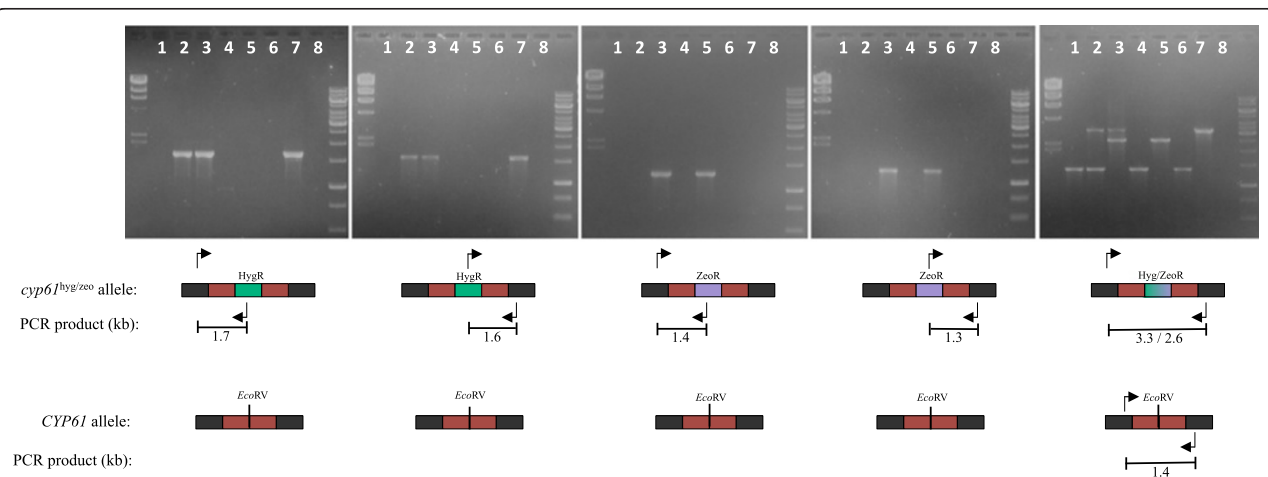 1 2 3 4 5 6 7 8 1 2 3 4 5 6 7 8 1 2 3 4 5 6 7 8 1 2 3 4 5 6 7 8 1 2 3 4 5 6 7 8
HygR HygR ZeoR ZeoR Hyg/ZeoR
cyp61hyg/zeo allele:
PCR product (kb):
1.7 1.6 1.4 1.3 3.3 / 2.6
EcoRV EcoRV EcoRV EcoRV EcoRV
CYP61 allele:
PCR product (kb):
1.4